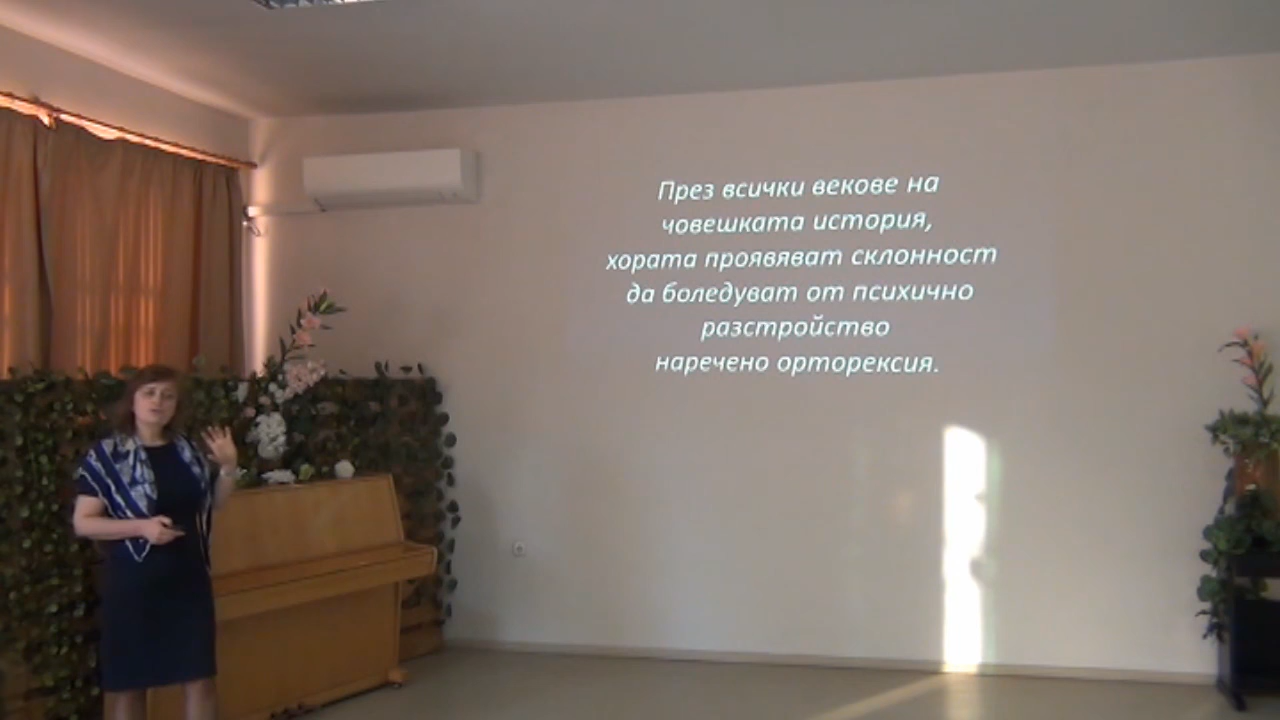 През всички векове на
човешката история,
хората проявяват склонност
да боледуват от психично
разстройство
наречено орторексия.